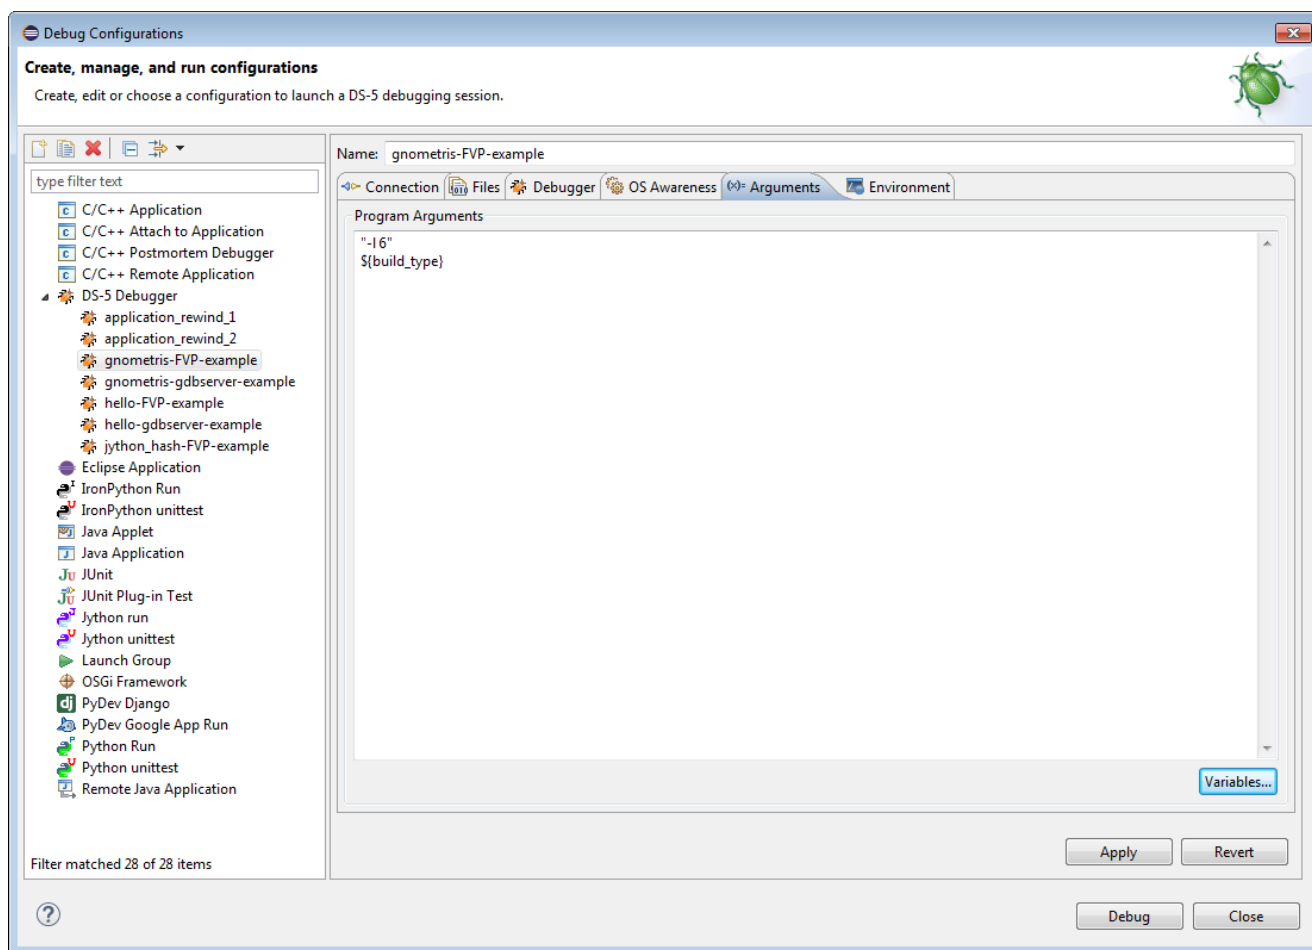 Debug Configurations
Create, manage, and run configurations
Create, edit or choose a configuration to launch a DS-5 debugging session.
type filter text
C/C++ Application
C/C++ Attach to Application
C/C++ Postmortem Debugger
C/C++ Remote Application
DS-5 Debugger
application_rewind_1
application_rewind_2
gnometris-FVP-example
gnometris-gdbserver-example
hello-FVP-example
hello-gdbserver-example
jython_hash-FVP-example
Eclipse Application
IronPython Run
IronPython unittest
Java Applet
Java Application
JUnit
JUnit Plug-in Test
Jython run
Jython unittest
Launch Group
OSGi Framework
PyDev Django
PyDev Google App Run
Python Run
Python unittest
Remote Java Application
Filter matched 28 of 28 items
Name: gnometris-FVP-example
Connection Files Debugger OS Awareness (x)= Arguments Environment
Program Arguments
"-l 6"
${build_type}
Variables...
Apply Revert
Debug Close